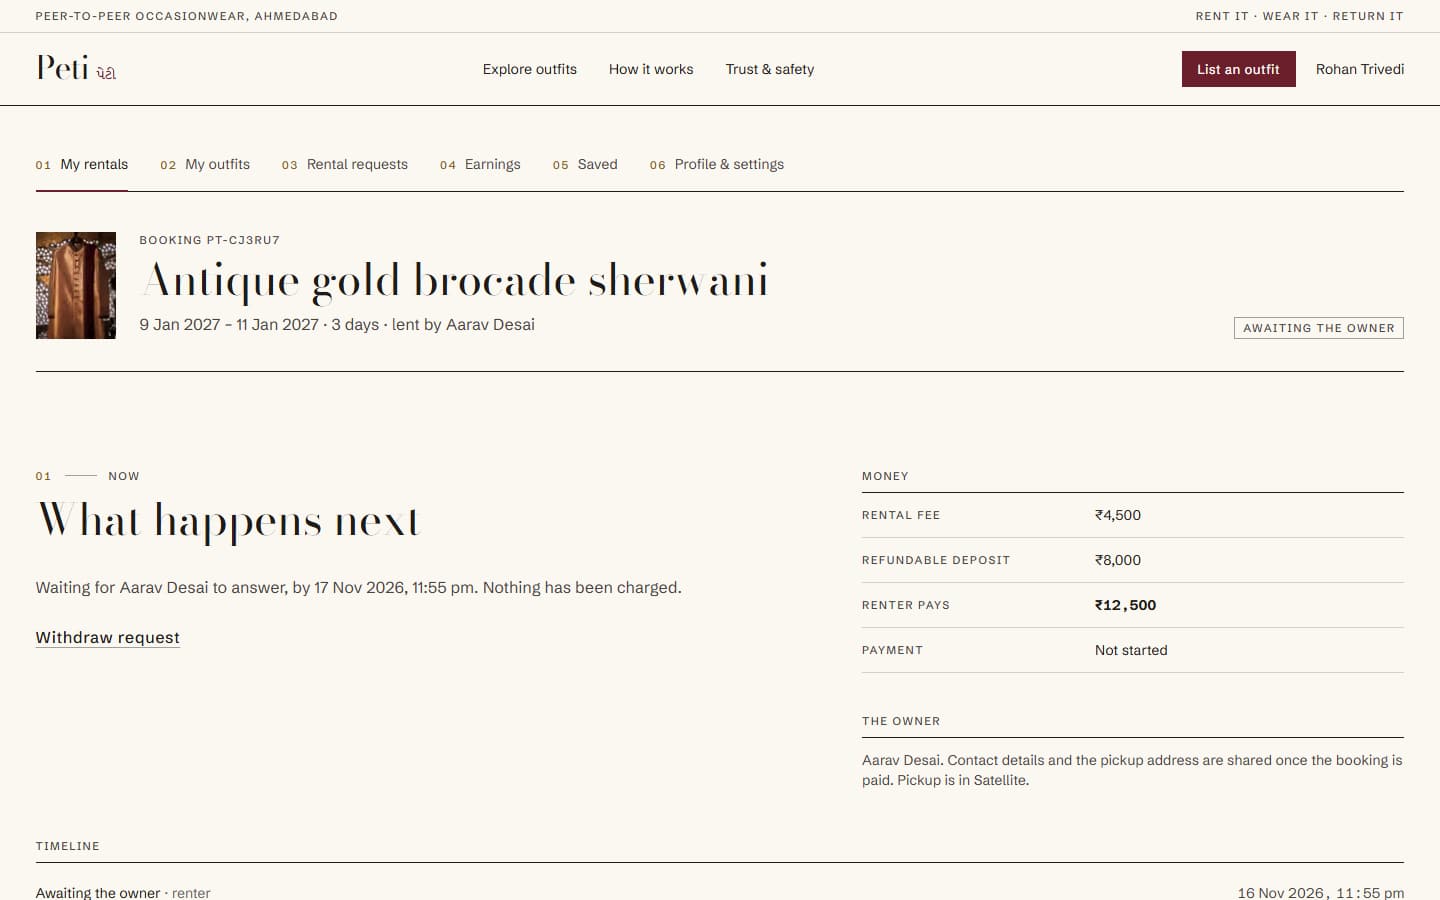 PEER-TO-PEER OCCASIONWEAR, AHMEDABAD
RENT IT · WEAR IT · RETURN IT
Peti પેટી
Explore outfits
How it works
Trust & safety
List an outfit
Rohan Trivedi
01 My rentals
02 My outfits
03 Rental requests
04 Earnings
05 Saved
06 Profile & settings
BOOKING PT-CJ3RU7
Antique gold brocade sherwani
9 Jan 2027 – 11 Jan 2027 · 3 days · lent by Aarav Desai
AWAITING THE OWNER
01 NOW
What happens next
Waiting for Aarav Desai to answer, by 17 Nov 2026, 11:55 pm. Nothing has been charged.
Withdraw request
MONEY
RENTAL FEE ₹4,500
REFUNDABLE DEPOSIT ₹8,000
RENTER PAYS ₹12,500
PAYMENT Not started
THE OWNER
Aarav Desai. Contact details and the pickup address are shared once the booking is
paid. Pickup is in Satellite.
TIMELINE
Awaiting the owner · renter
16 Nov 2026, 11:55 pm